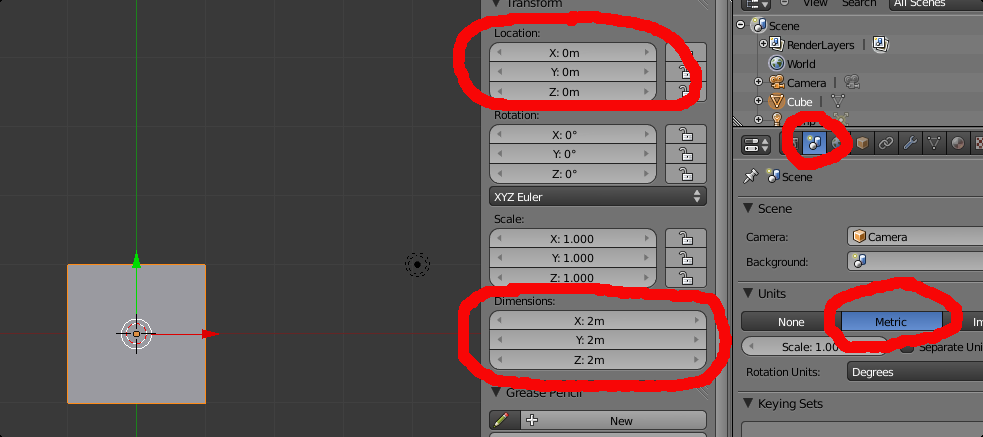 Transform
View Search All Scenes
Location:
X: 0m
Y: 0m
Z: 0m
Rotation:
X: 0°
Y: 0°
Z: 0°
XYZ Euler
Scale:
X: 1.000
Y: 1.000
Z: 1.000
Dimensions:
X: 2m
Y: 2m
Z: 2m
Grease Pencil
New
Scene
RenderLayers
World
Camera
Cube
Scene
Scene
Camera: Camera
Background:
Units
None Metric
Scale: 1.00 Separate
Rotation Units: Degrees
Keying Sets